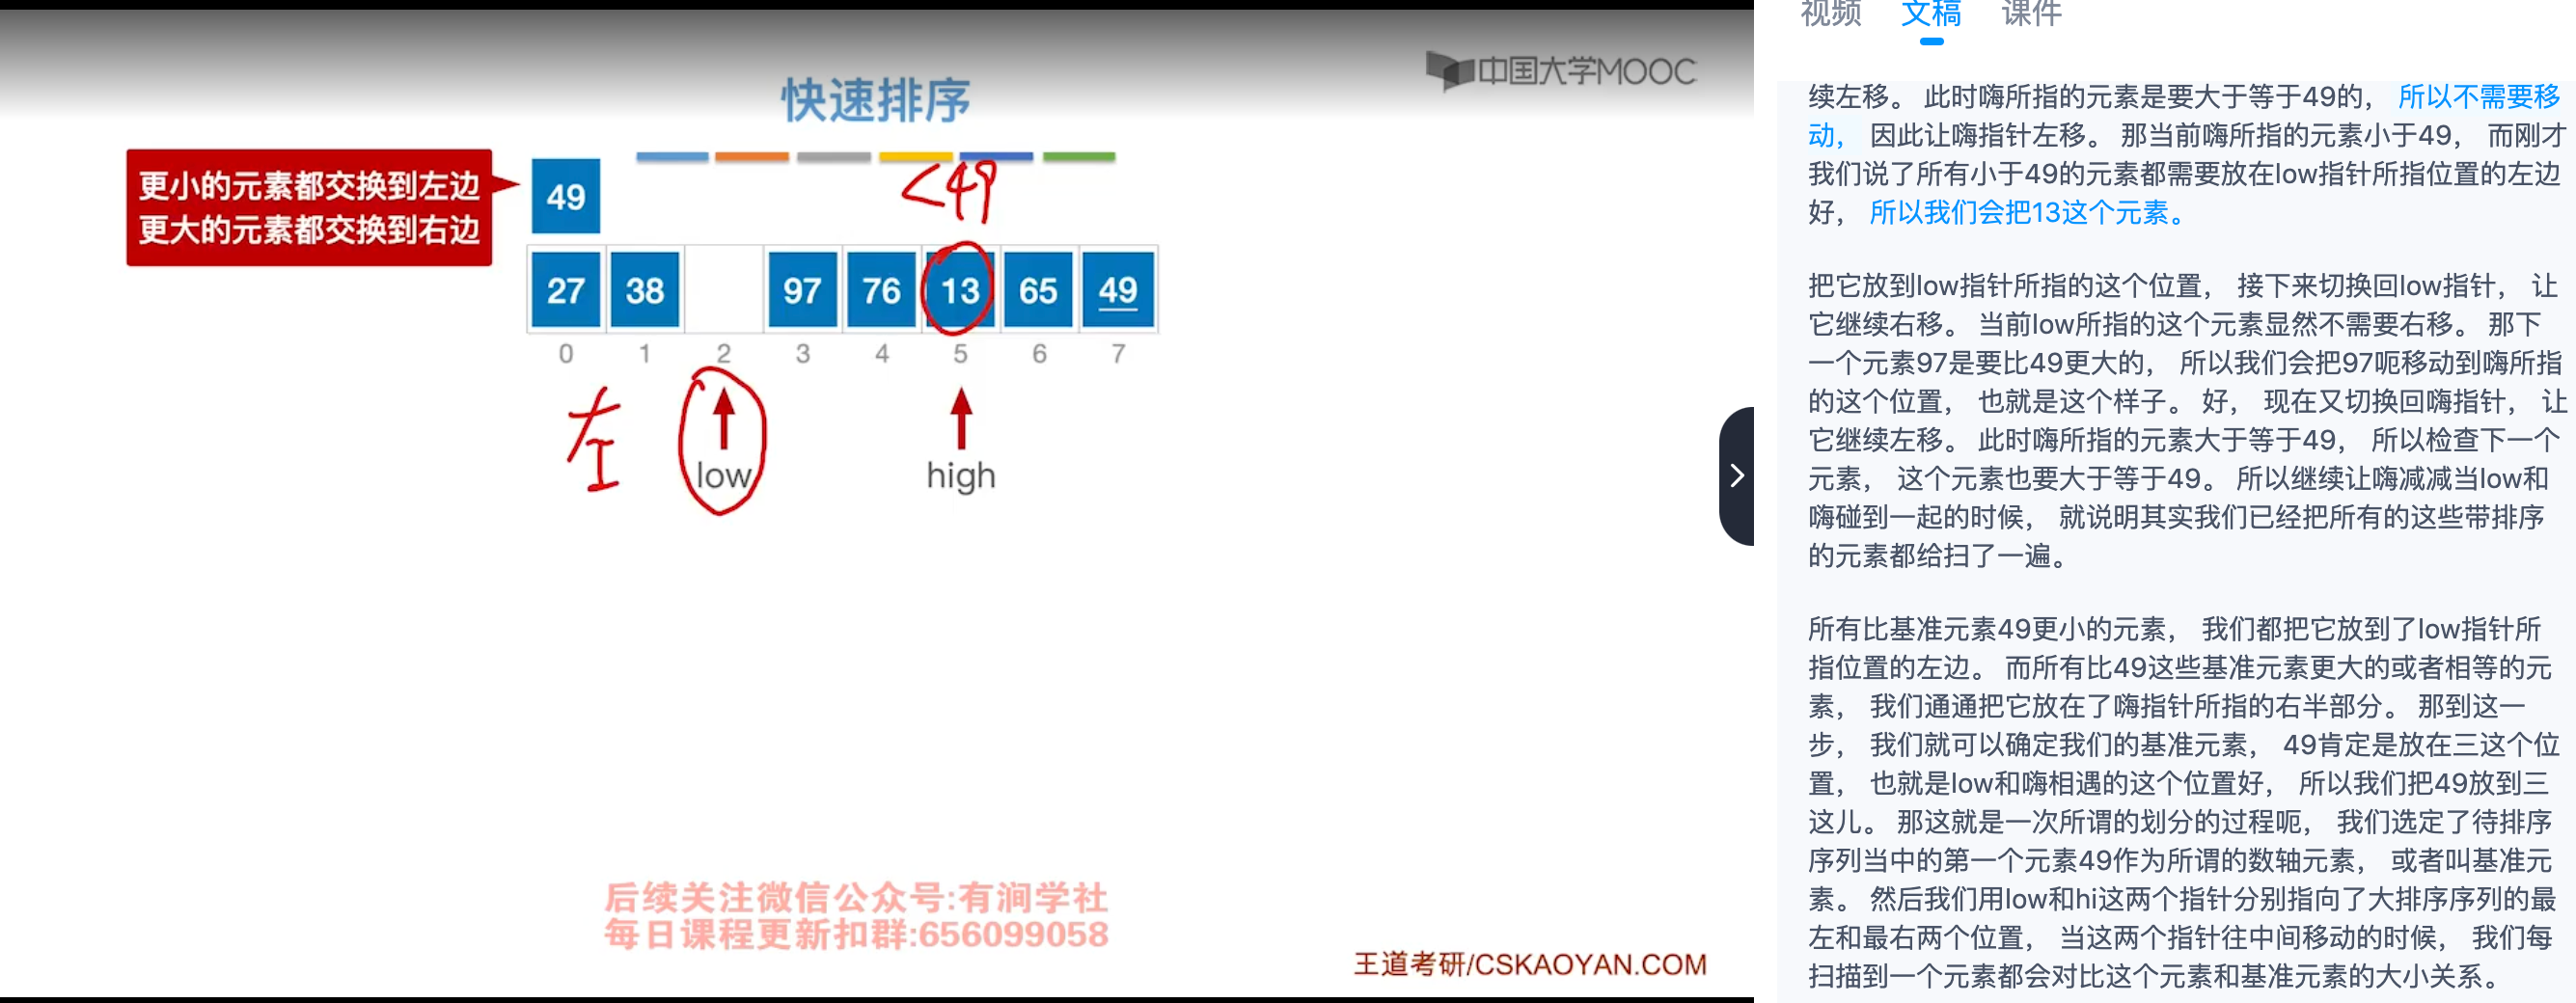 中国大学MOOC
快速排序
更小的元素都交换到左边
更大的元素都交换到右边
49
<49
27 38 97 76 13 65 49
0 1 2 3 4 5 6 7
左
low high
后续关注微信公众号:有涧学社
每日课程更新扣群:656099058
王道考研/CSKAOYAN.COM
视频 文稿 课件
续左移。 此时嗨所指的元素是要大于等于49的， 所以不需要移
动， 因此让嗨指针左移。 那当前嗨所指的元素小于49， 而刚才
我们说了所有小于49的元素都需要放在low指针所指位置的左边
好， 所以我们会把13这个元素。
把它放到low指针所指的这个位置， 接下来切换回low指针， 让
它继续右移。 当前low所指的这个元素显然不需要右移。 那下
一个元素97是要比49更大的， 所以我们会把97呃移动到嗨所指
的这个位置， 也就是这个样子。 好， 现在又切换回嗨指针， 让
它继续左移。 此时嗨所指的元素大于等于49， 所以检查下一个
元素， 这个元素也要大于等于49。 所以继续让嗨减减当low和
嗨碰到一起的时候， 就说明其实我们已经把所有的这些带排序
的元素都给扫了一遍。
所有比基准元素49更小的元素， 我们都把它放到了low指针所
指位置的左边。 而所有比49这些基准元素更大的或者相等的元
素， 我们通通把它放在了嗨指针所指的右半部分。 那到这一
步， 我们就可以确定我们的基准元素， 49肯定是放在三这个位
置， 也就是low和嗨相遇的这个位置好， 所以我们把49放到三
这儿。 那这就是一次所谓的划分的过程呃， 我们选定了待排序
序列当中的第一个元素49作为所谓的数轴元素， 或者叫基准元
素。 然后我们用low和hi这两个指针分别指向了大排序序列的最
左和最右两个位置， 当这两个指针往中间移动的时候， 我们每
扫描到一个元素都会对比这个元素和基准元素的大小关系。